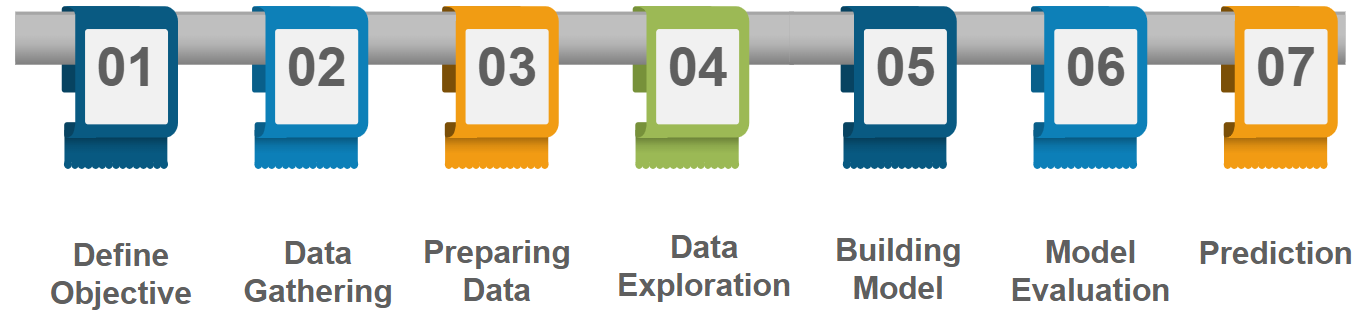 01
02
03
04
05
06
07
Define
Objective
Data
Gathering
Preparing
Data
Data
Exploration
Building
Model
Model
Evaluation
Prediction